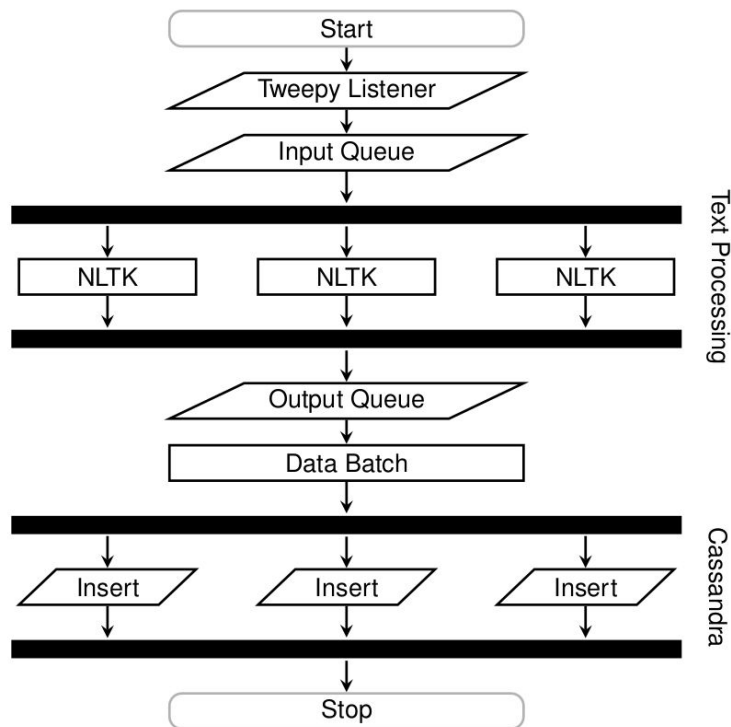 Start
Tweepy Listener
Input Queue
Text Processing
NLTK
NLTK
NLTK
Output Queue
Data Batch
Cassandra
Insert
Insert
Insert
Stop